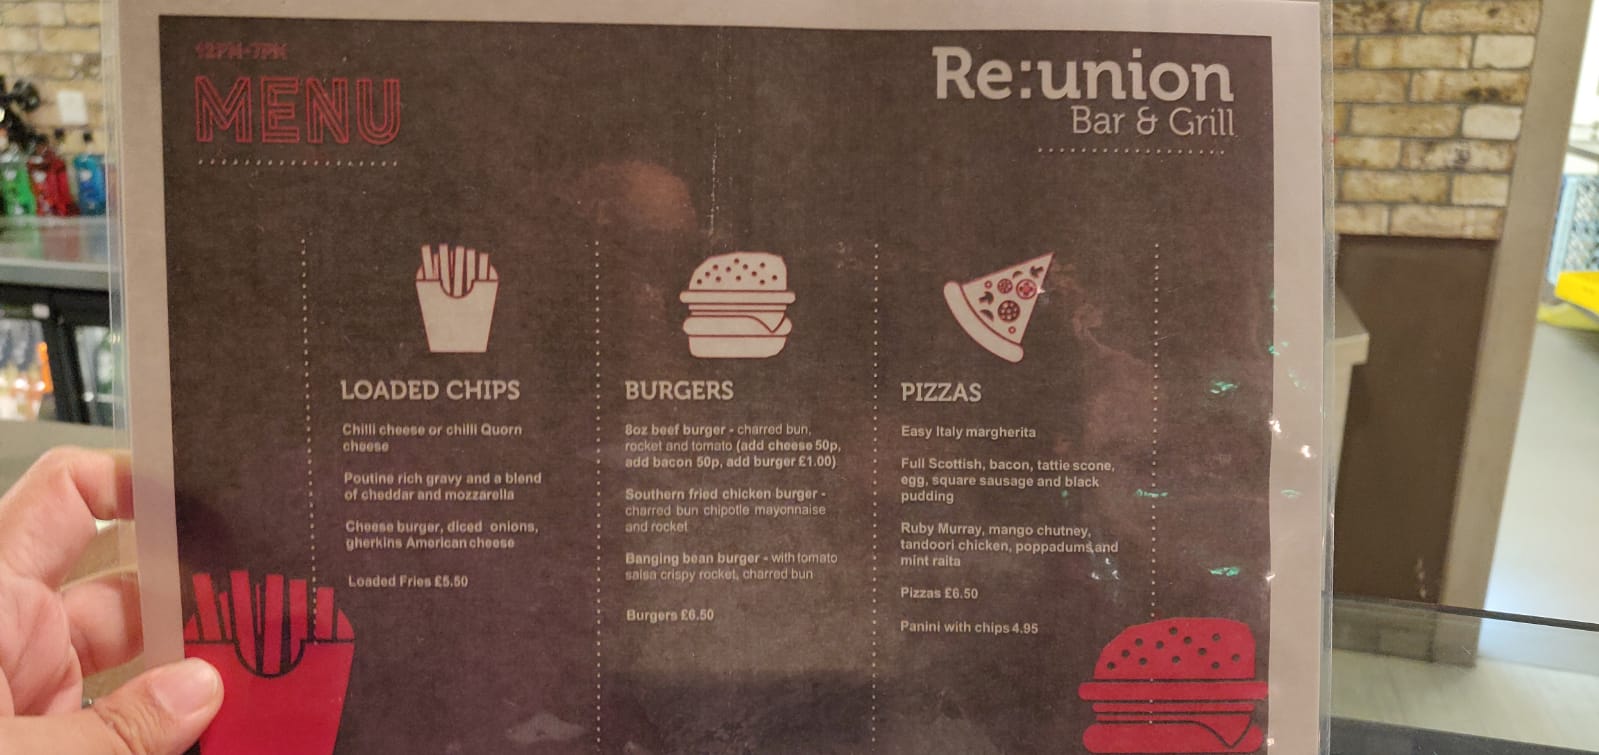 12PM-7PM
MENU
Re:union
Bar & Grill
LOADED CHIPS
Chilli cheese or chilli Quorn
cheese
Poutine rich gravy and a blend
of cheddar and mozzarella
Cheese burger, diced onions,
gherkins American cheese
Loaded Fries £5.50
BURGERS
8oz beef burger - charred bun,
rocket and tomato (add cheese 50p,
add bacon 50p, add burger £1.00)
Southern fried chicken burger -
charred bun chipotle mayonnaise
and rocket
Banging bean burger - with tomato
salsa crispy rocket, charred bun
Burgers £6.50
PIZZAS
Easy Italy margherita
Full Scottish, bacon, tattie scone,
egg, square sausage and black
pudding
Ruby Murray, mango chutney,
tandoori chicken, poppadums and
mint raita
Pizzas £6.50
Panini with chips 4.95